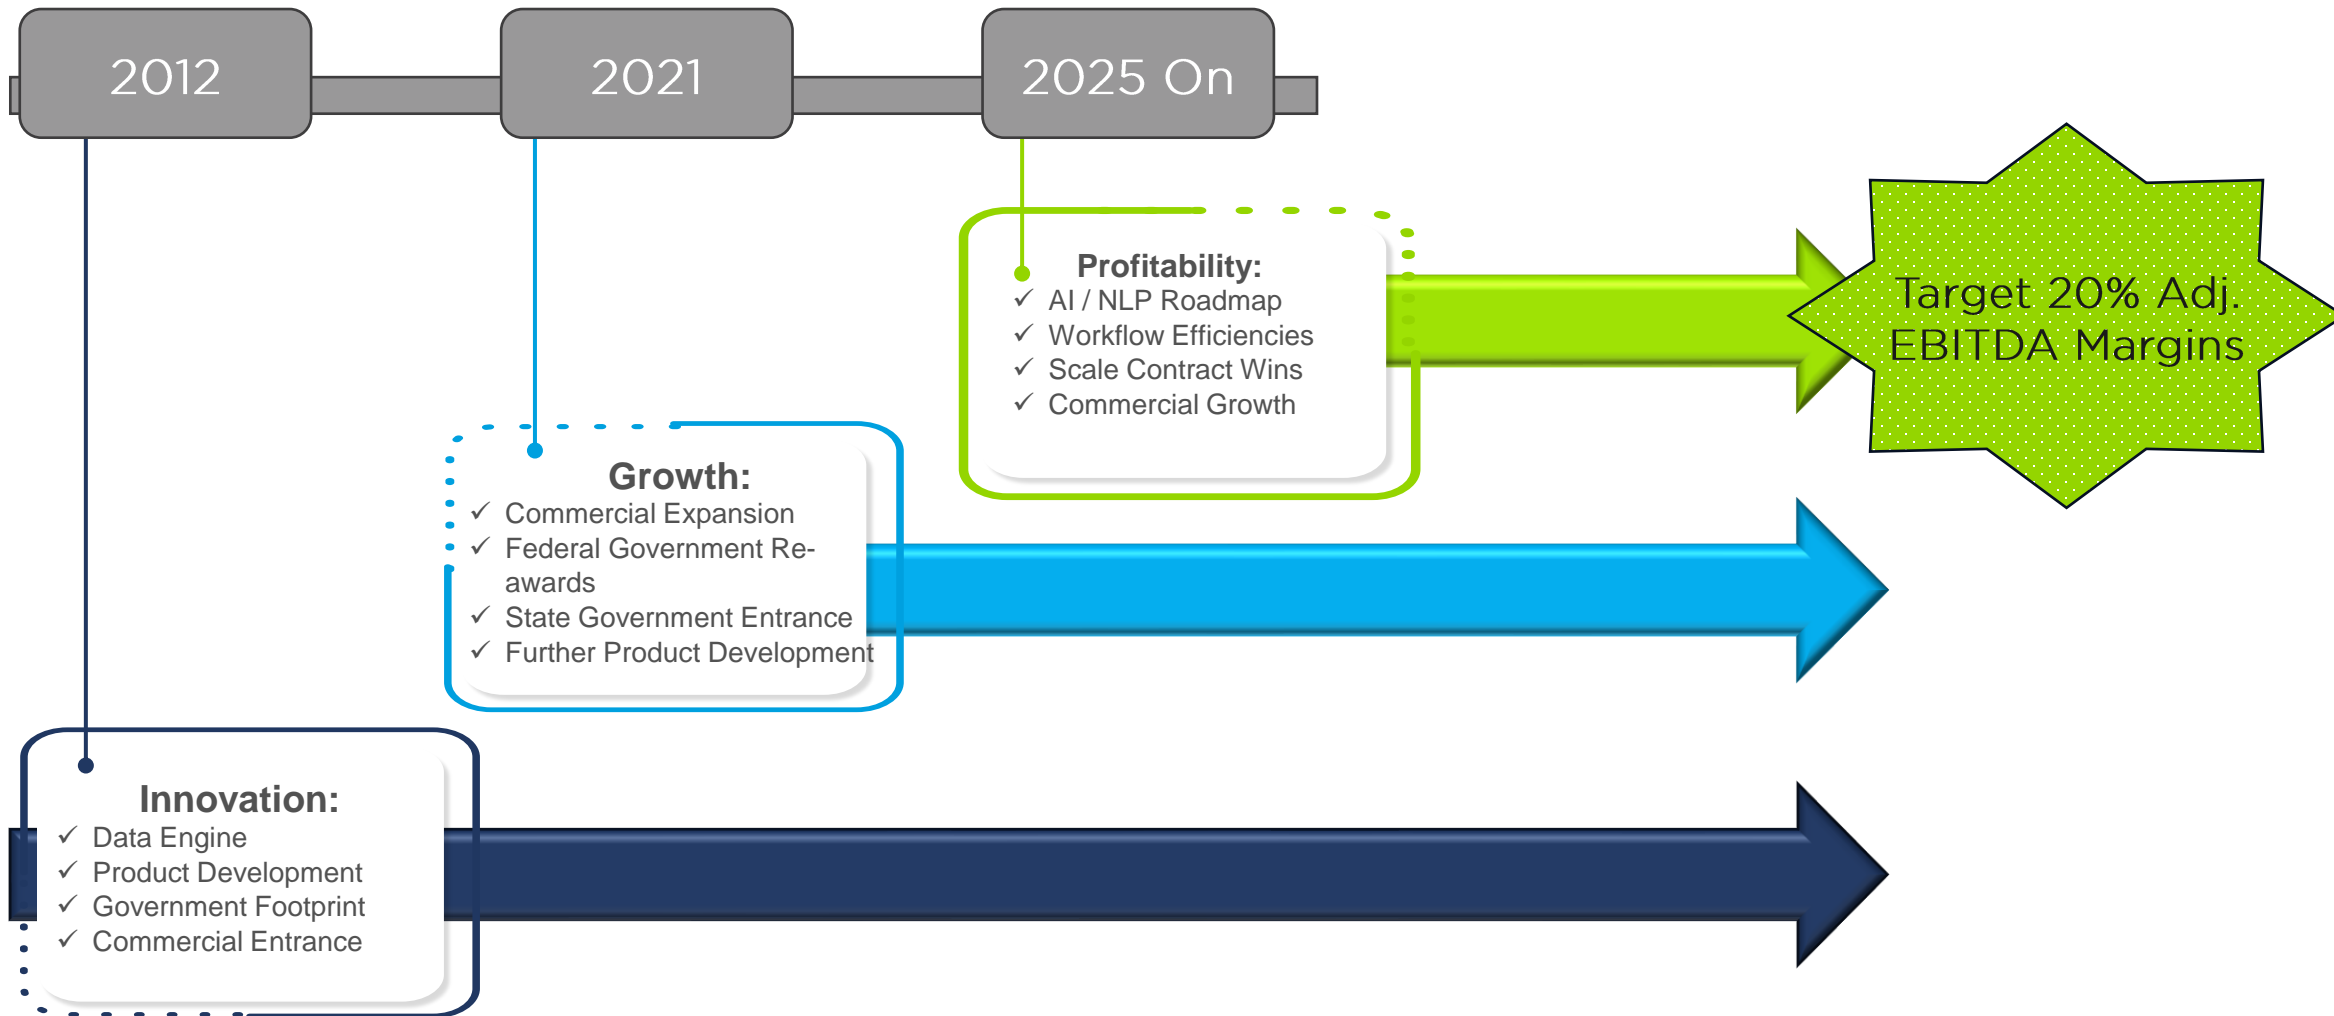 2012
2021
2025 On
Profitability:
✓ AI / NLP Roadmap
✓ Workflow Efficiencies
✓ Scale Contract Wins
✓ Commercial Growth
Target 20% Adj.
EBITDA Margins
Growth:
✓ Commercial Expansion
✓ Federal Government Re-
awards
✓ State Government Entrance
✓ Further Product Development
Innovation:
✓ Data Engine
✓ Product Development
✓ Government Footprint
✓ Commercial Entrance